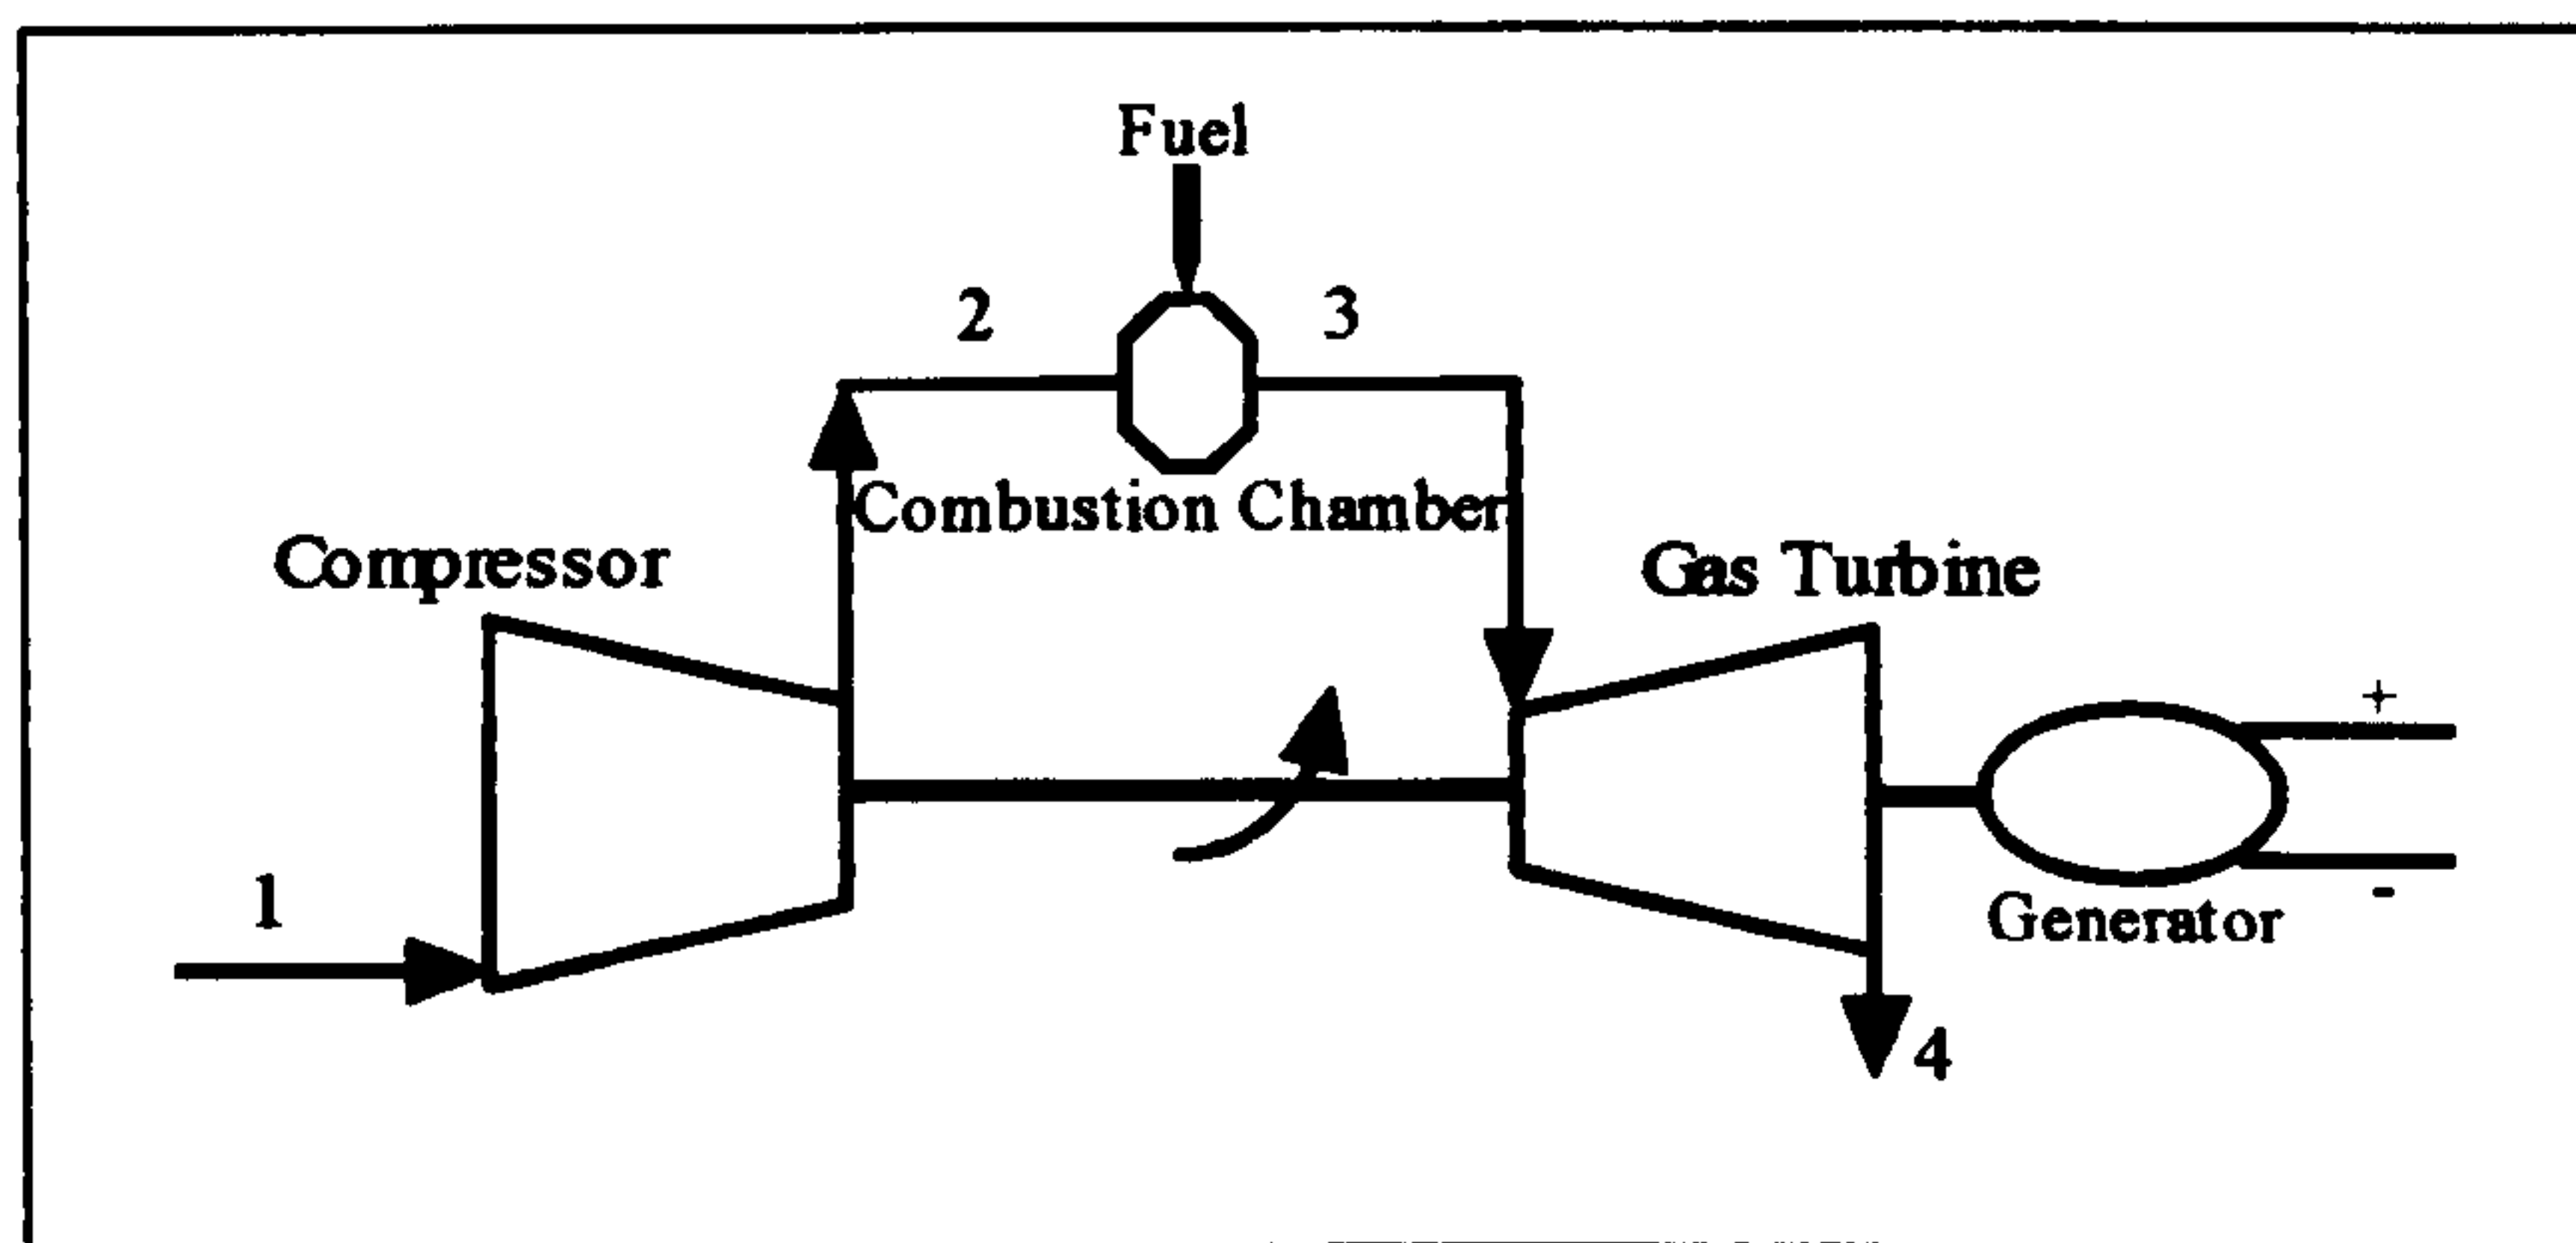 Fuel
2
3
Combustion Chamber
Compressor
Gas Turbine
+
1
Generator
-
4